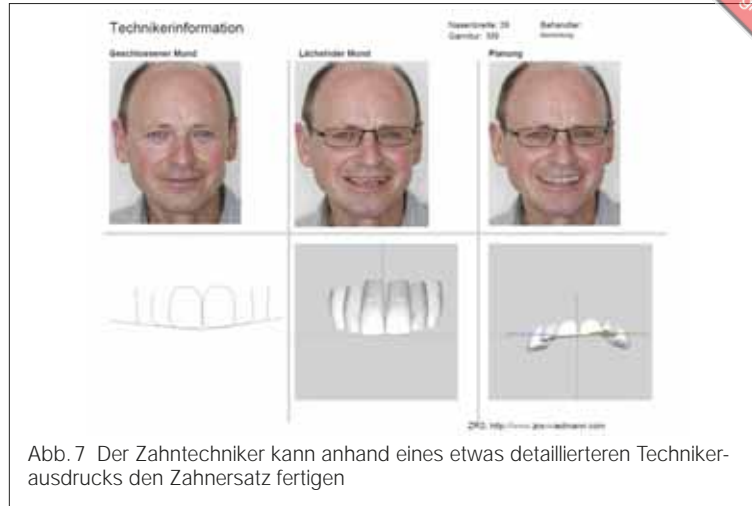 Technikerinformation
Nasenbreite: 39 Behandler:
Garnitur:
Geschlossener Mund Lächelnder Mund Planung
Abb. 7 Der Zahntechniker kann anhand eines etwas detaillierteren Techniker-
ausdrucks den Zahnersatz fertigen